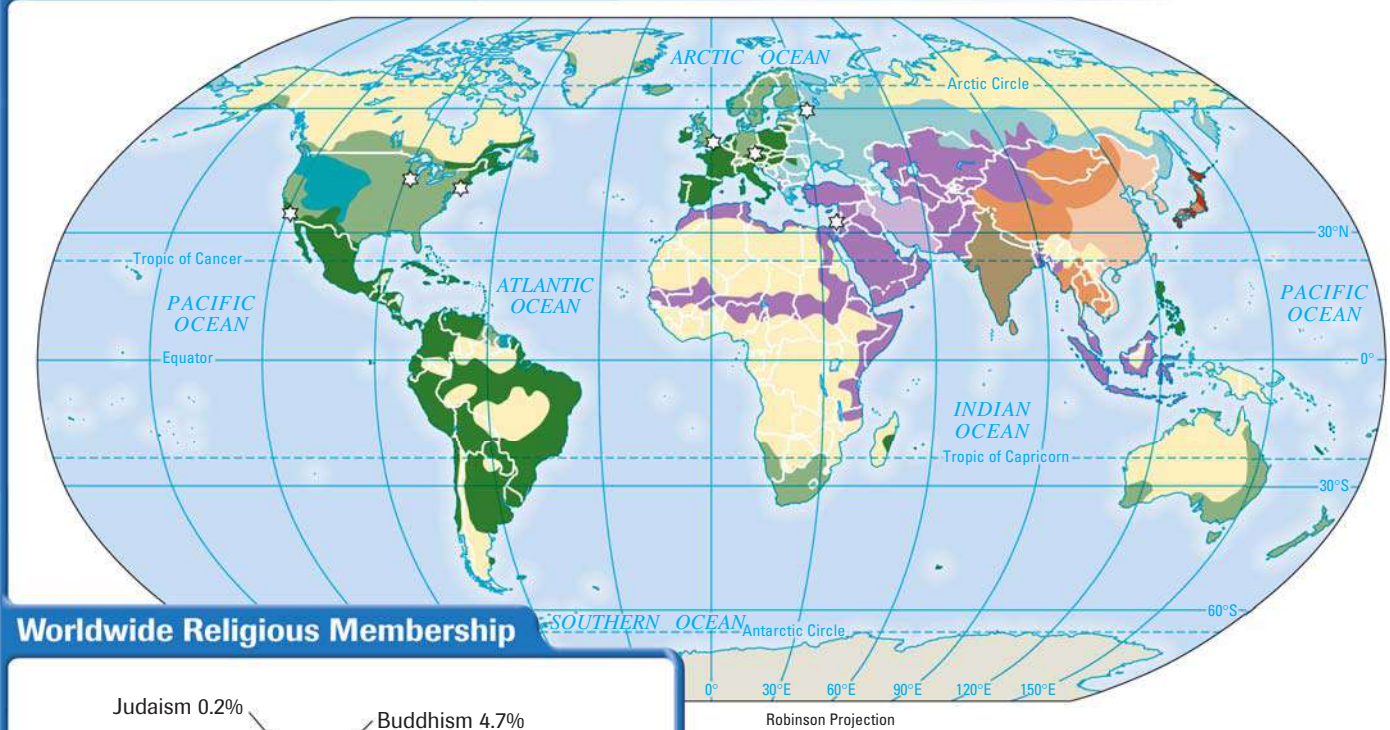 ARCTIC OCEAN
Arctic Circle
30°N
Tropic of Cancer
ATLANTIC
OCEAN
PACIFIC
OCEAN
PACIFIC
OCEAN
Equator
0°
INDIAN
OCEAN
Tropic of Capricorn
30°S
60°S
SOUTHERN OCEAN
Antarctic Circle
0°
30°E
60°E
90°E
120°E
150°E
Robinson Projection
Worldwide Religious Membership
Judaism 0.2%
Buddhism 4.7%